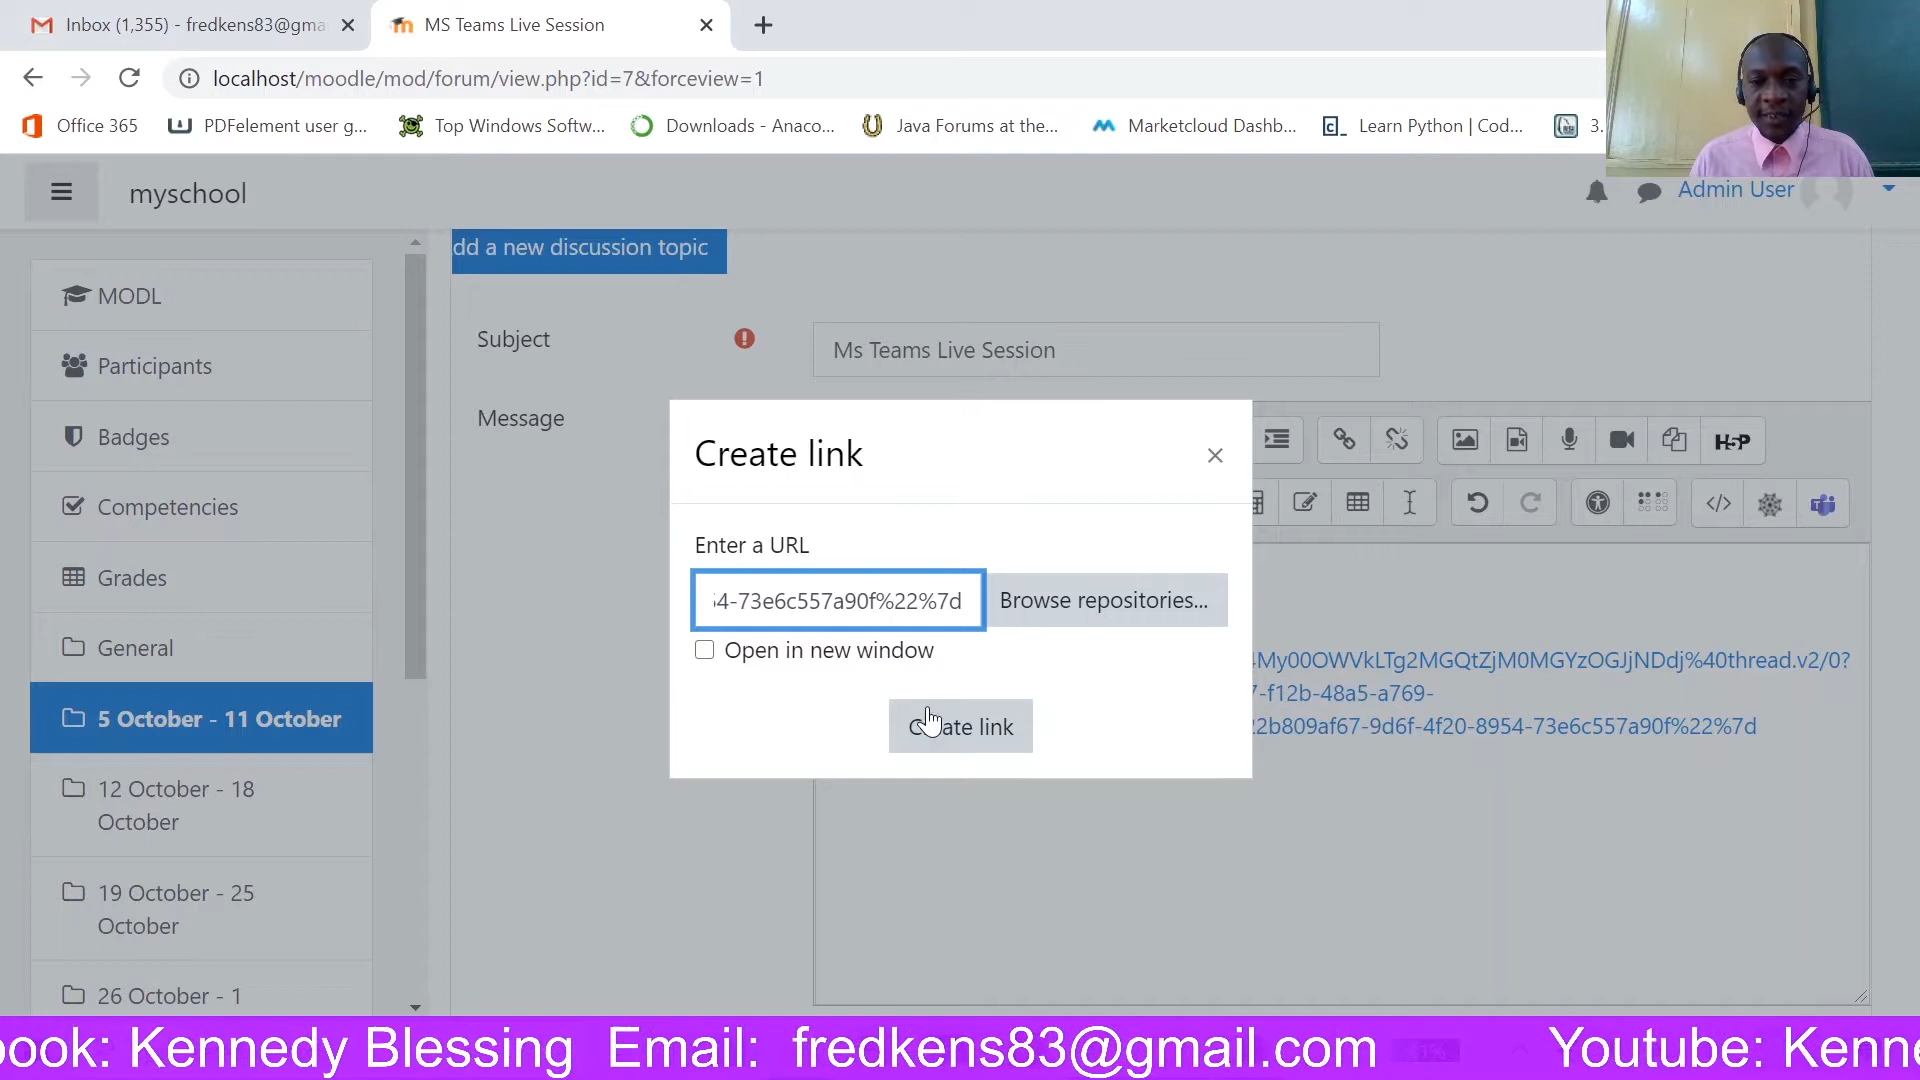 Inbox (1,355) - fredkens83@gma
MS Teams Live Session
localhost/moodle/mod/forum/view.php?id=7&forceview=1
Office 365
PDFelement user g...
Top Windows Softw...
Downloads - Anaco...
Java Forums at the...
Marketcloud Dashb...
Learn Python | Cod...
3.
myschool
Admin User
dd a new discussion topic
MODL
Participants
Badges
Competencies
Grades
General
5 October - 11 October
12 October - 18
October
19 October - 25
October
26 October - 1
Subject
Ms Teams Live Session
Message
H5P
Create link
Enter a URL
4-73e6c557a90f%22%7d
Browse repositories...
Open in new window
Create link
My00OWVkLTg2MGQtZjM0MGYzOGJjNDdj%40thread.v2/0?
-f12b-48a5-a769-
2b809af67-9d6f-4f20-8954-73e6c557a90f%22%7d
book: Kennedy Blessing Email: fredkens83@gmail.com Youtube: Kenne